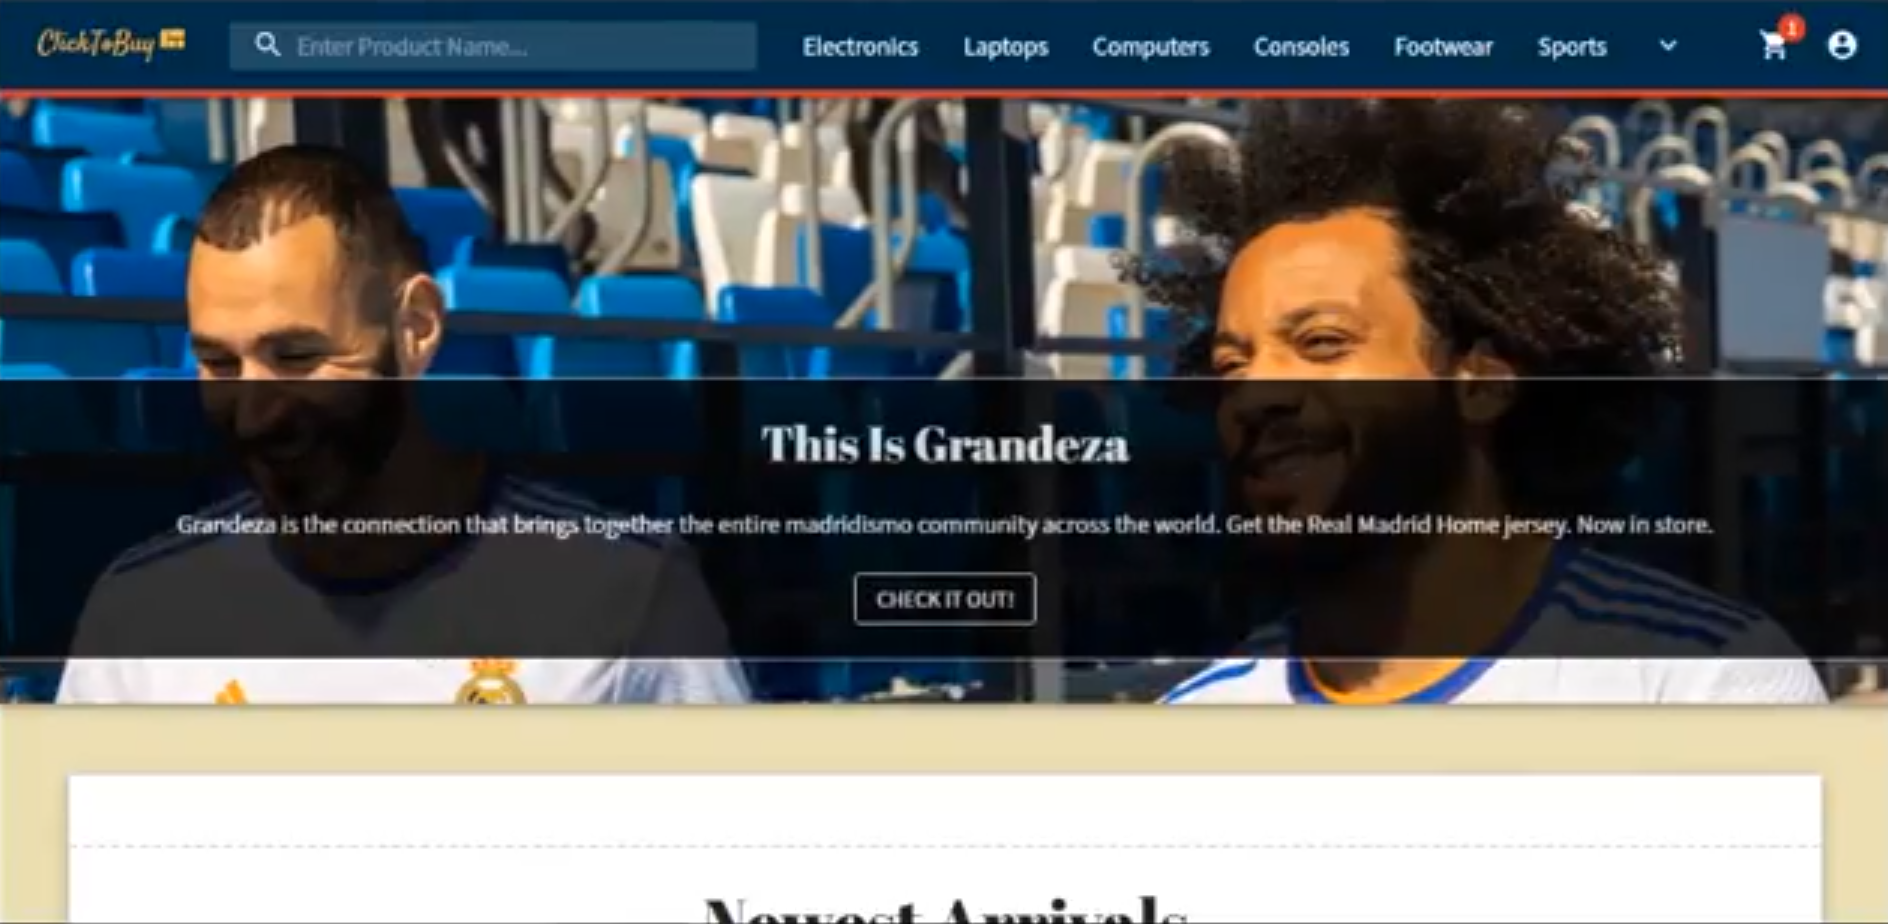 ClickToBuy
Enter Product Name...
Electronics Laptops Computers Consoles Footwear Sports
1
This Is Grandeza
Grandeza is the connection that brings together the entire madridismo community across the world. Get the Real Madrid Home jersey. Now in store.
CHECK IT OUT!
Newest Arrivals